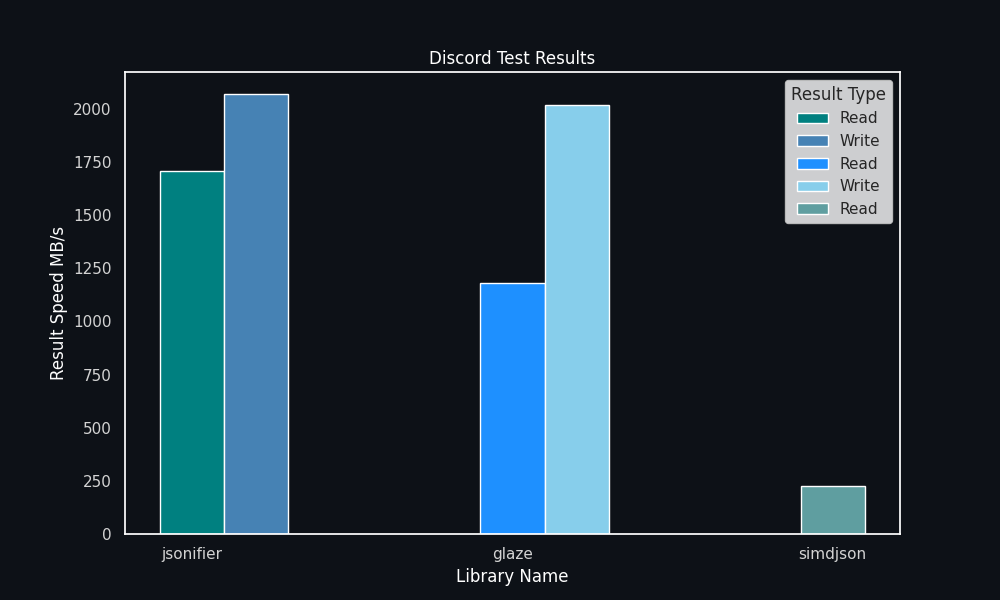 Discord Test Results
Result Speed MB/s
2000
1750
1500
1250
1000
750
500
250
0
Result Type
Read
Write
Read
Write
Read
jsonifier
glaze
simdjson
Library Name